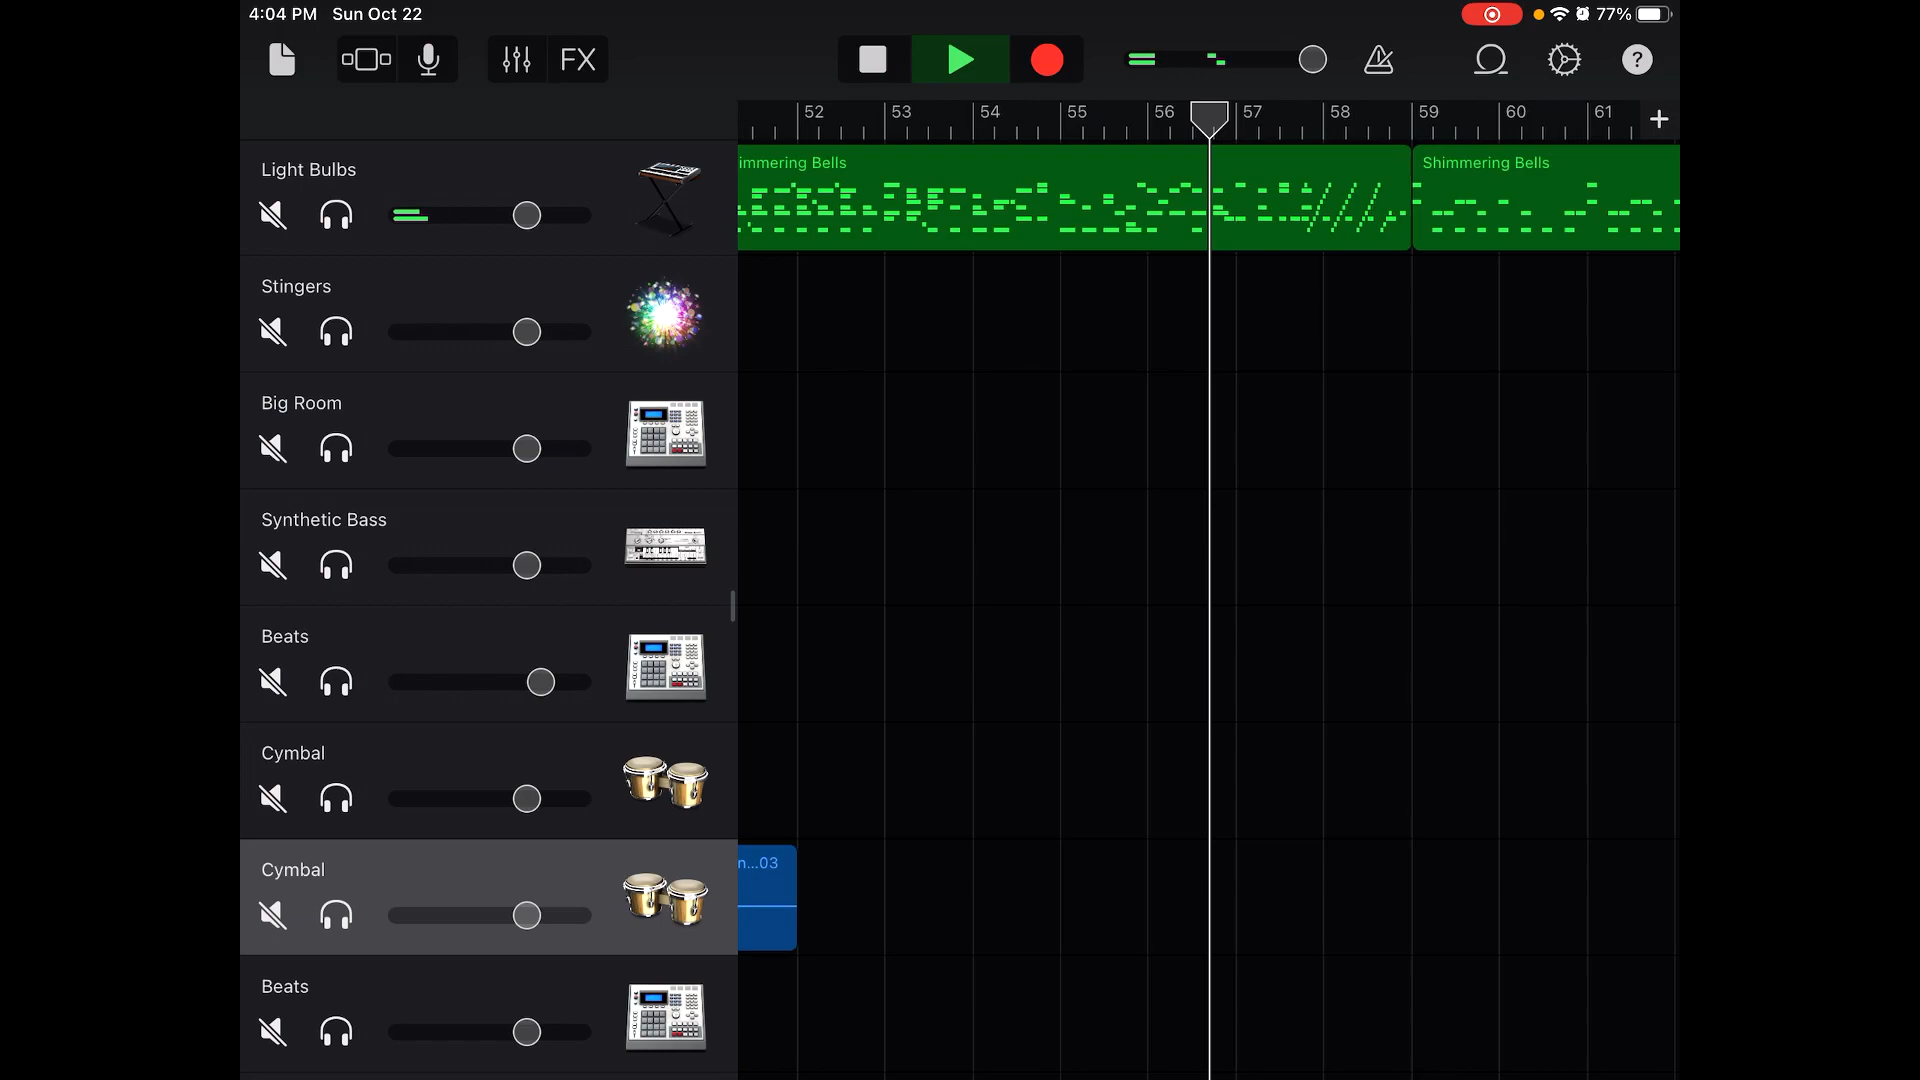 4:04 PM Sun Oct 22
77%
FX
?
52 53 54 55 56 57 58 59 60 61 +
Light Bulbs
immering Bells
Shimmering Bells
Stingers
Big Room
Synthetic Bass
Beats
Cymbal
Cymbal
n...03
Beats